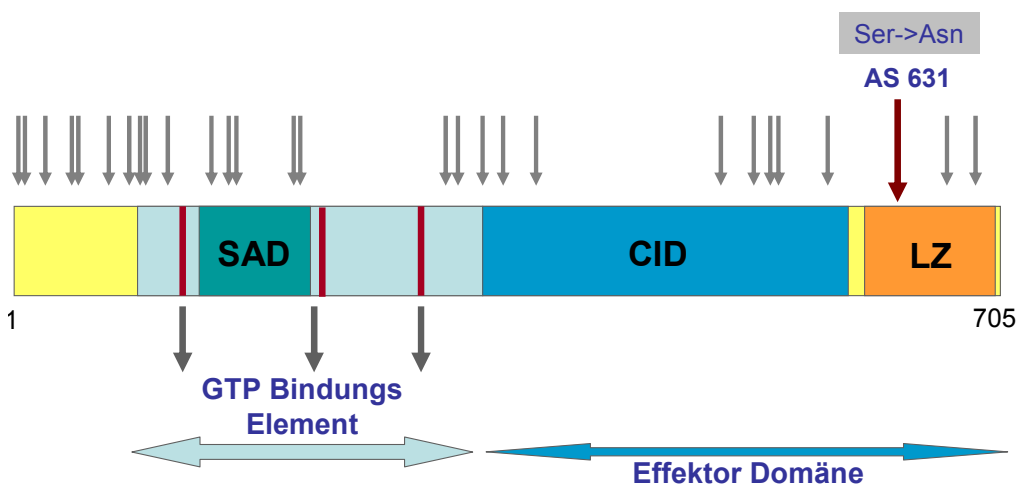 Ser->Asn
AS 631
SAD
CID
LZ
1
705
GTP Bindungs
Element
Effektor Domäne